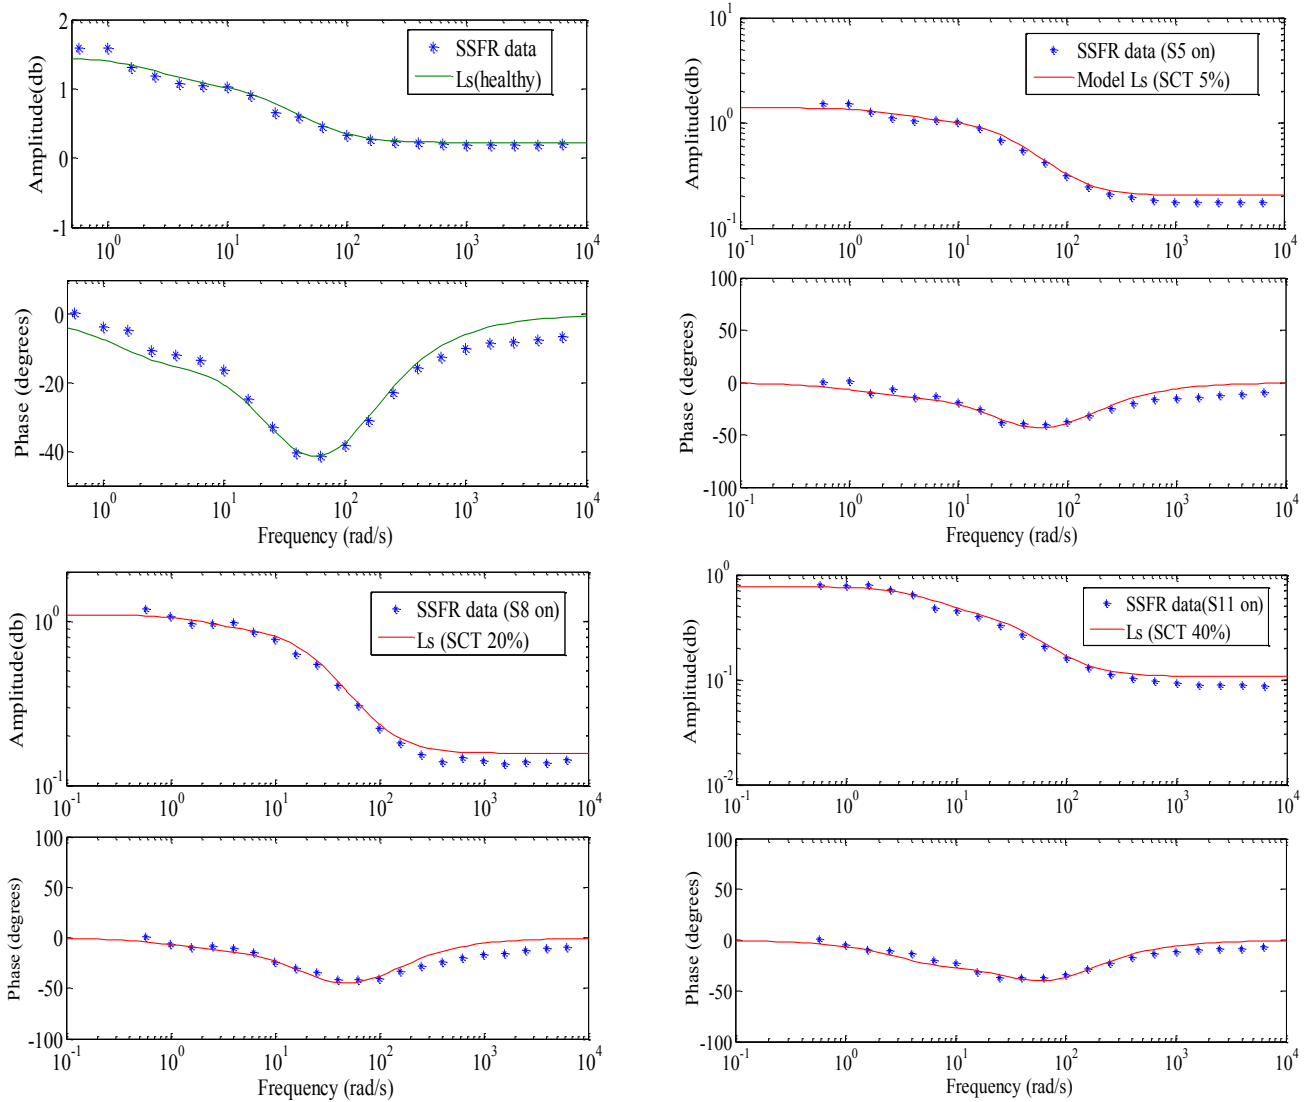 Amplitude(db)
2
1
0
-1
SSFR data
Ls(healthy)
10^0 10^1 10^2 10^3 10^4
Phase (degrees)
0
-20
-40
10^0 10^1 10^2 10^3 10^4
Frequency (rad/s)
Amplitude(db)
10^1
10^0
10^-1
SSFR data (S5 on)
Model Ls (SCT 5%)
10^-1 10^0 10^1 10^2 10^3 10^4
Phase (degrees)
100
50
0
-50
-100
10^-1 10^0 10^1 10^2 10^3 10^4
Frequency (rad/s)
Amplitude(db)
10^0
10^-1
SSFR data (S8 on)
Ls (SCT 20%)
10^-1 10^0 10^1 10^2 10^3 10^4
Phase (degrees)
100
50
0
-50
-100
10^-1 10^0 10^1 10^2 10^3 10^4
Frequency (rad/s)
Amplitude(db)
10^0
10^-1
10^-2
SSFR data(S11 on)
Ls (SCT 40%)
10^-1 10^0 10^1 10^2 10^3 10^4
Phase (degrees)
100
50
0
-50
-100
10^-1 10^0 10^1 10^2 10^3 10^4
Frequency (rad/s)